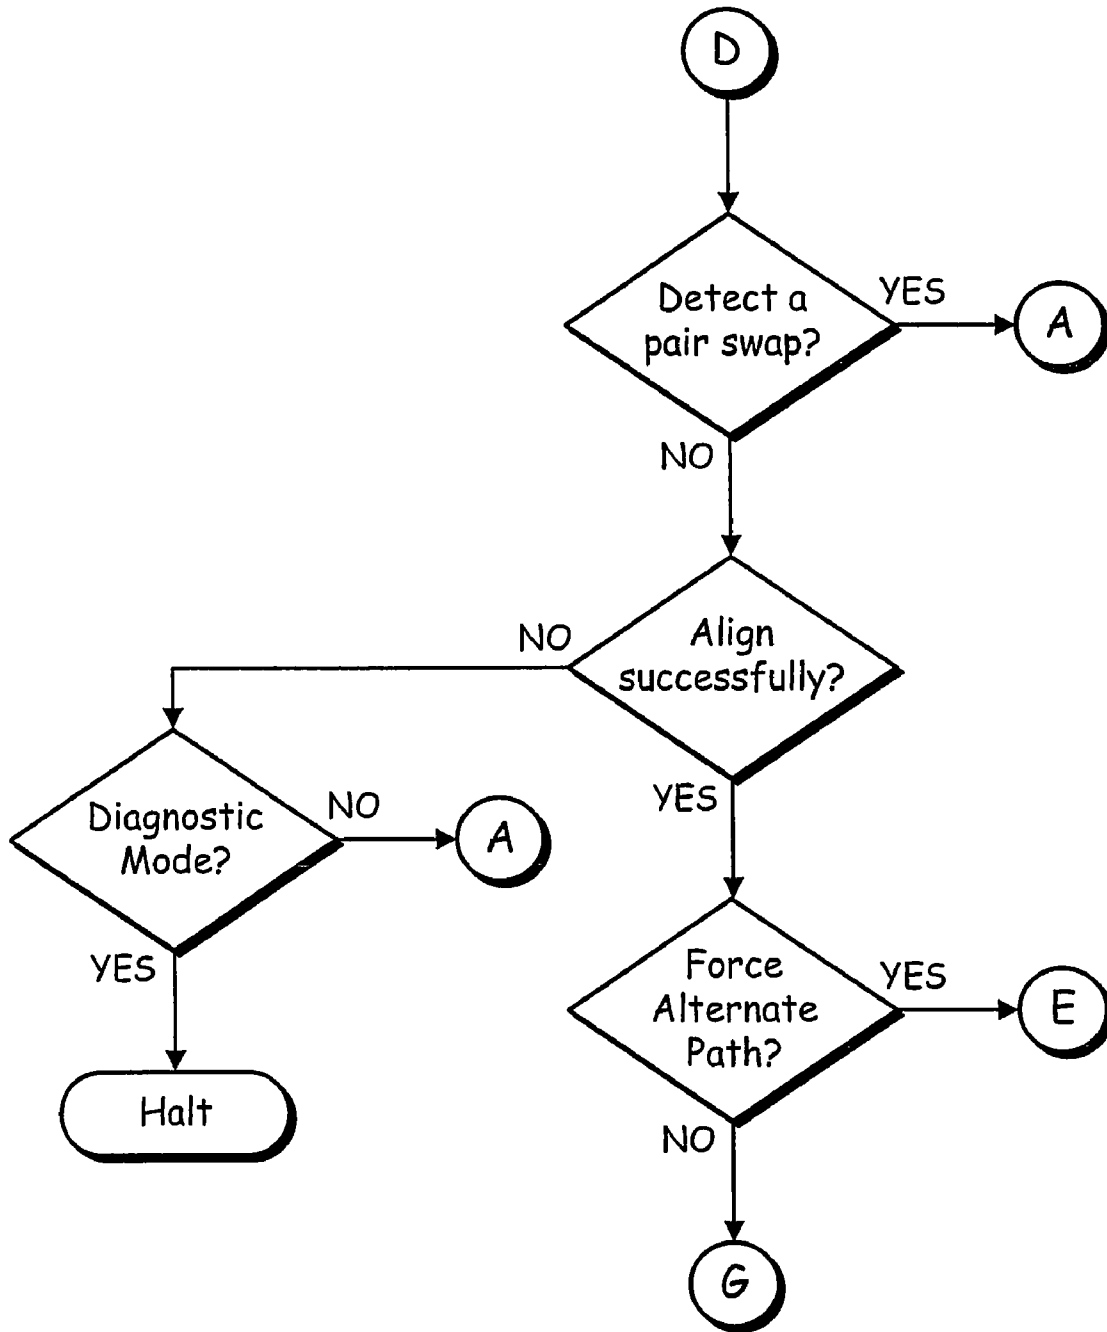 D
Detect a
pair swap?
YES
A
NO
Align
successfully?
NO
YES
Diagnostic
Mode?
NO
A
YES
Halt
Force
Alternate
Path?
YES
E
NO
G